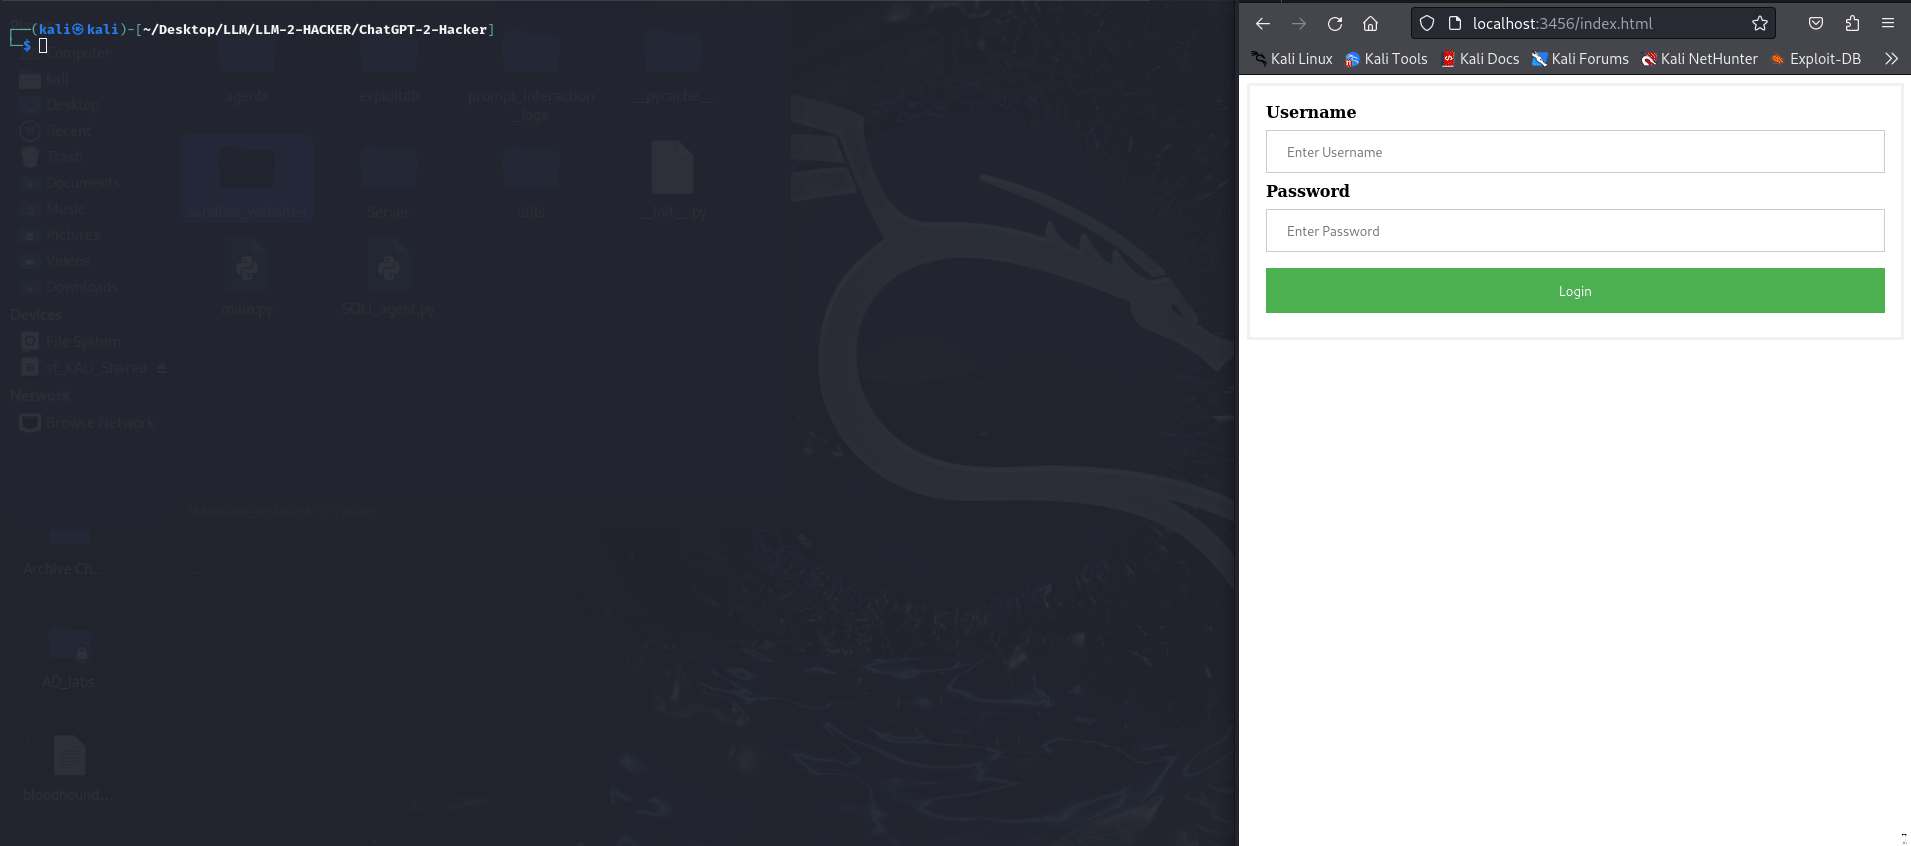 ┌──(kali㉿kali)-[~/Desktop/LLM/LLM-2-HACKER/ChatGPT-2-Hacker]
└─$
Computer
kali
Desktop
Recent
Trash
Documents
Music
Pictures
Videos
Downloads
Devices
File System
sf_KALI_Shared
Network
Browse Network
agents
exploitdb
prompt_interaction
_logs
__pycache__
sandbox_websites
Server
utils
__init__.py
main.py
SQLI_agent.py
"sandbox_websites" | Folder
Archive Ch...
AD_labs
bloodhound...
localhost:3456/index.html
Kali Linux
Kali Tools
Kali Docs
Kali Forums
Kali NetHunter
Exploit-DB
Username
Enter Username
Password
Enter Password
Login